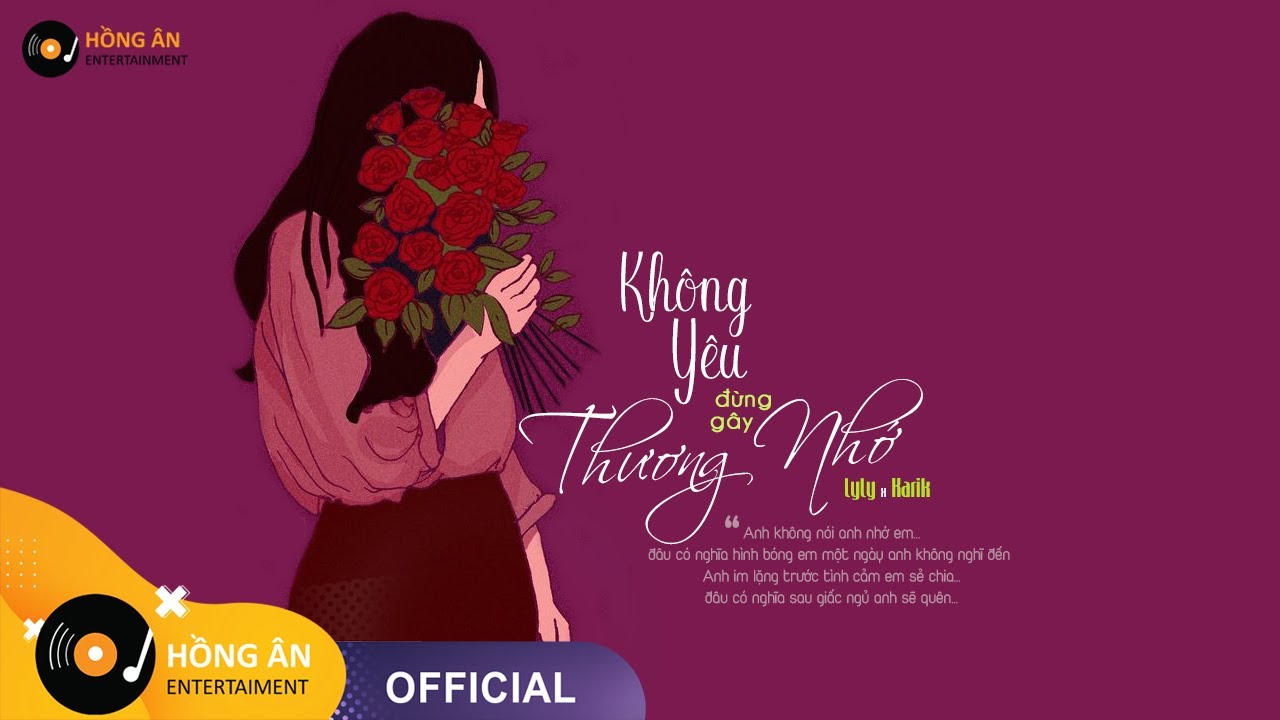 HỒNG ÂN
ENTERTAINMENT
Không
Yêu
đừng
gây
Thương Nhớ
LyLy x Karik
“ Anh không nói anh nhớ em...
đâu có nghĩa hình bóng em một ngày anh không nghĩ đến
Anh im lặng trước tình cảm em sẻ chia...
đâu có nghĩa sau giấc ngủ anh sẽ quên...
HỒNG ÂN
ENTERTAIMENT
OFFICIAL